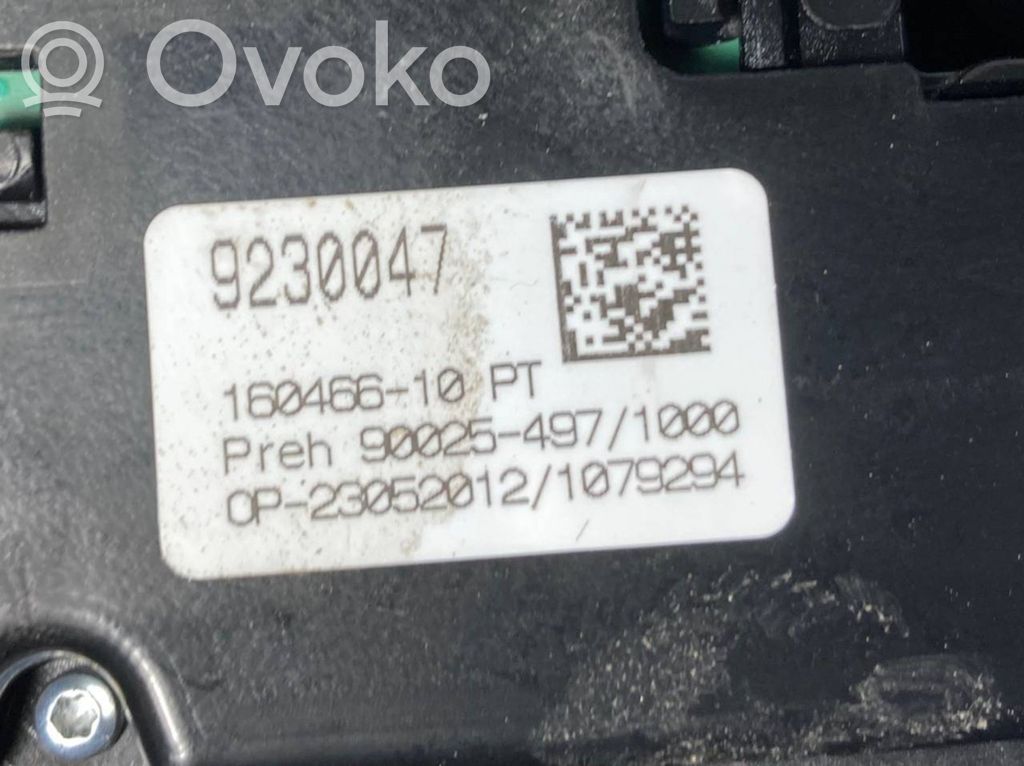 Ovoko
9230047
160466-10 PT
Preh 90025-497/1000
OP-23052012/1079294